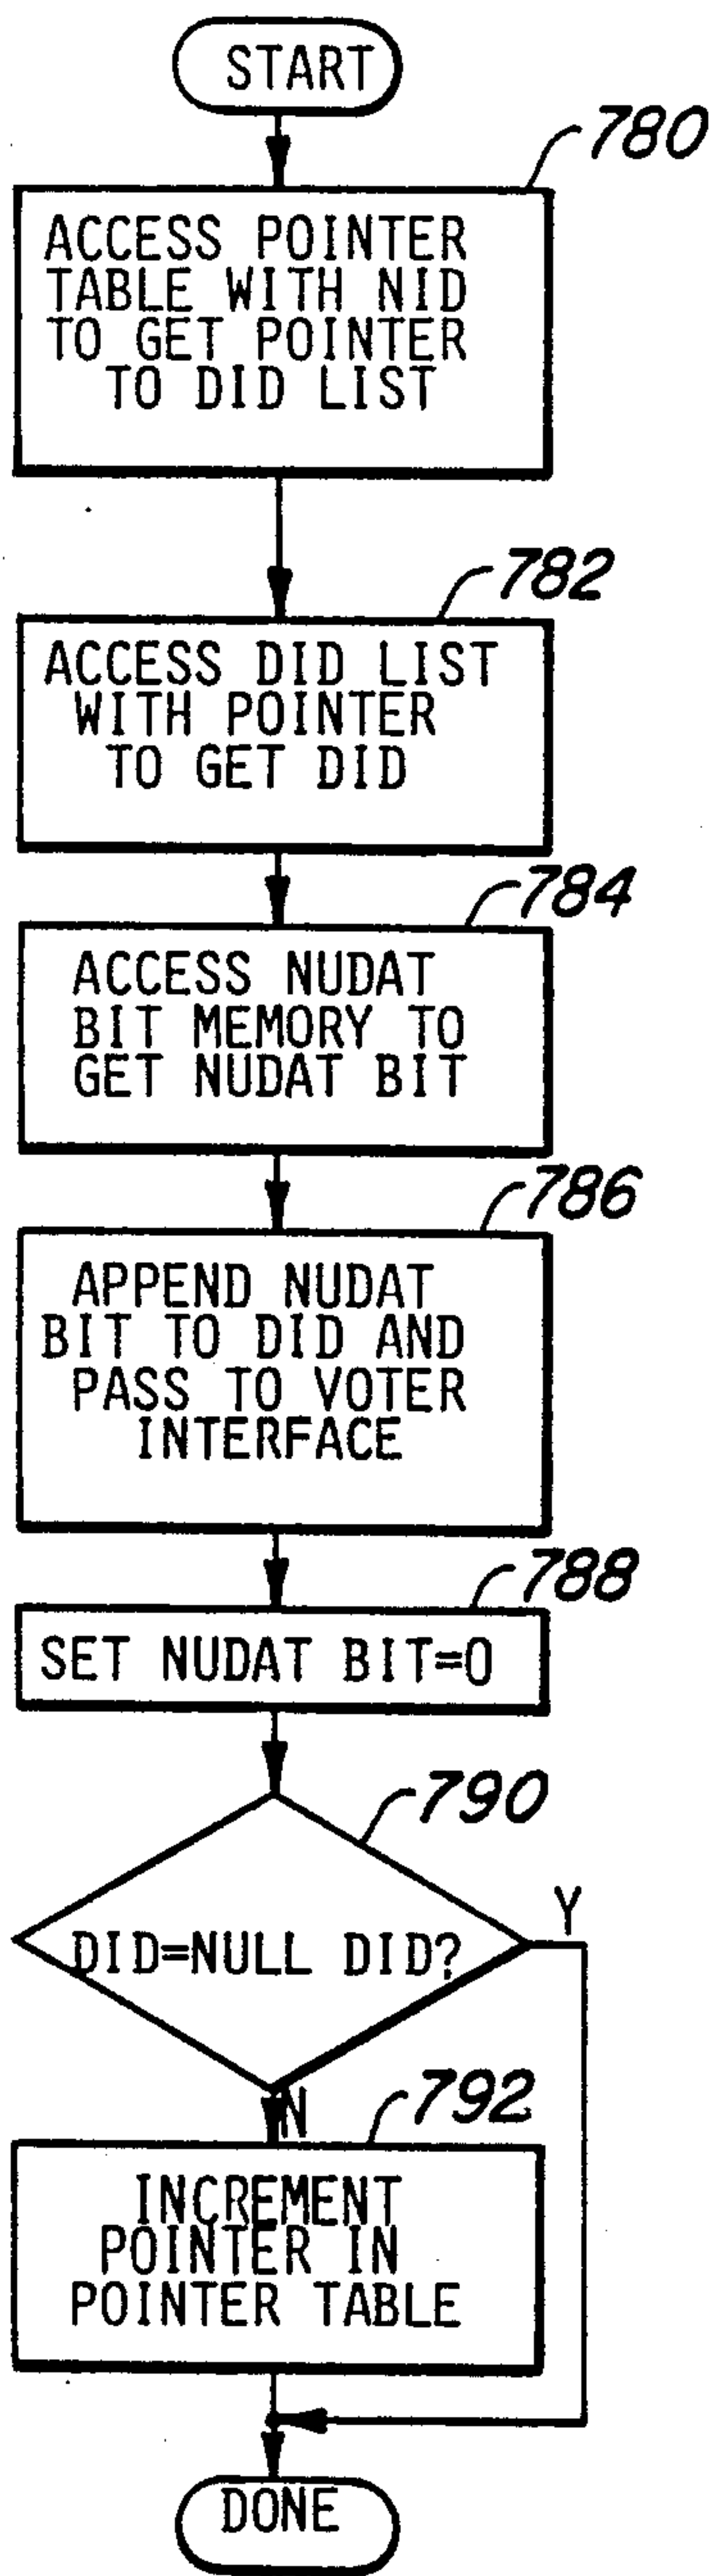 START
780
ACCESS POINTER
TABLE WITH NID
TO GET POINTER
TO DID LIST
782
ACCESS DID LIST
WITH POINTER
TO GET DID
784
ACCESS NUDAT
BIT MEMORY TO
GET NUDAT BIT
786
APPEND NUDAT
BIT TO DID AND
PASS TO VOTER
INTERFACE
788
SET NUDAT BIT=0
790
Y
DID=NULL DID?
N
792
INCREMENT
POINTER IN
POINTER TABLE
DONE